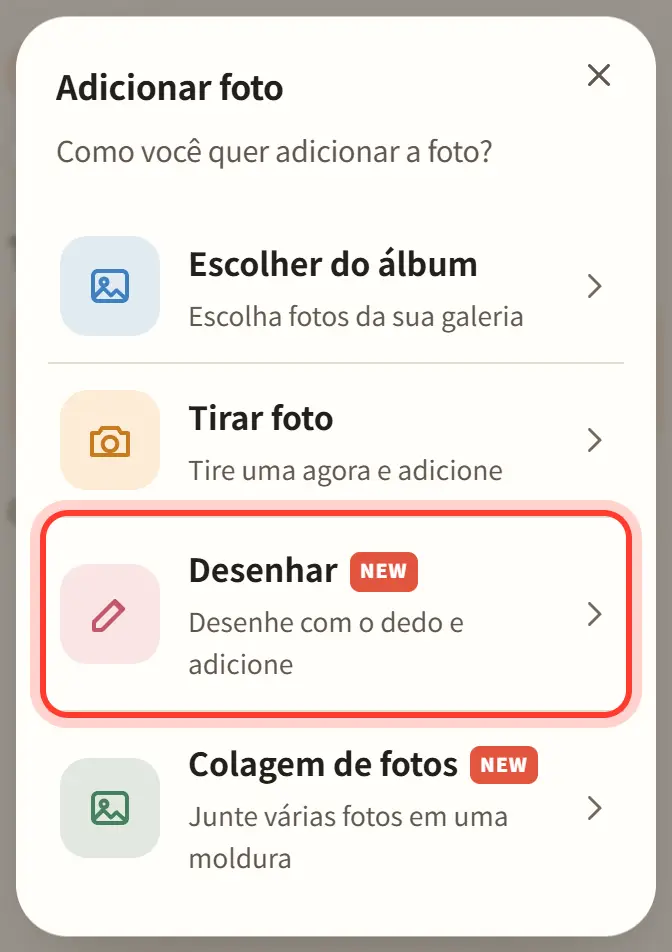 Adicionar foto
Como você quer adicionar a foto?
Escolher do álbum
Escolha fotos da sua galeria
Tirar foto
Tire uma agora e adicione
Desenhar NEW
Desenhe com o dedo e
adicione
Colagem de fotos NEW
Junte várias fotos em uma
moldura